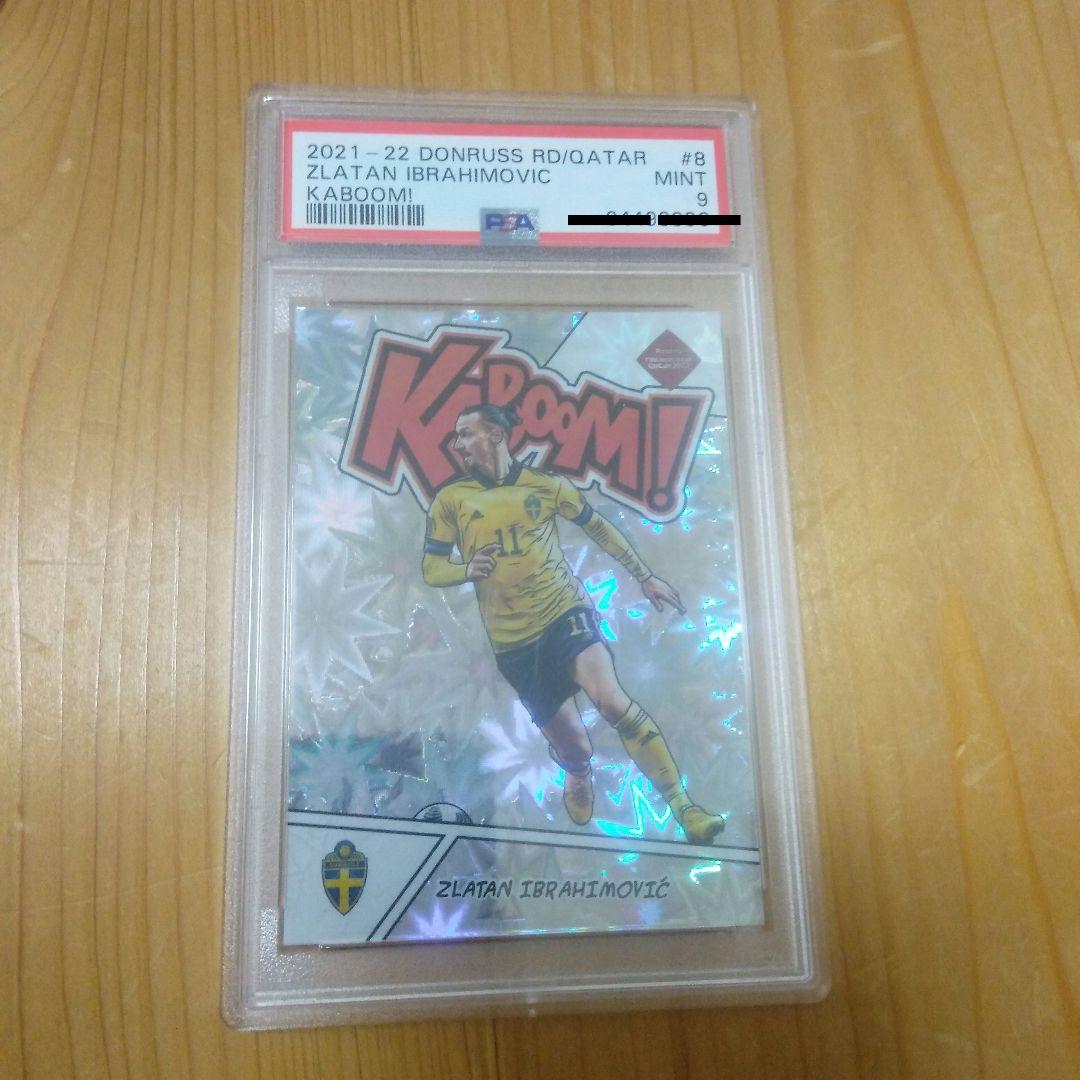 2021-22 DONRUSS RD/QATAR #8
ZLATAN IBRAHIMOVIC MINT
KABOOM! 9
PSA
KABOOM!
11
11
ZLATAN IBRAHIMOVIĆ